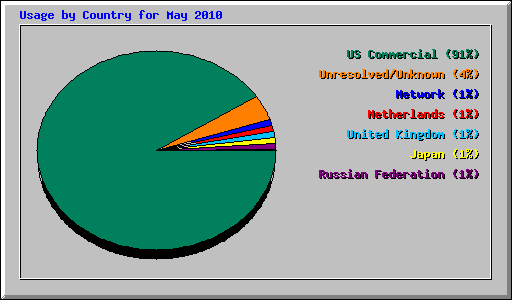 Usage by Country for May 2010
US Commercial (91%)
Unresolved/Unknown (4%)
Network (1%)
Netherlands (1%)
United Kingdom (1%)
Japan (1%)
Russian Federation (1%)